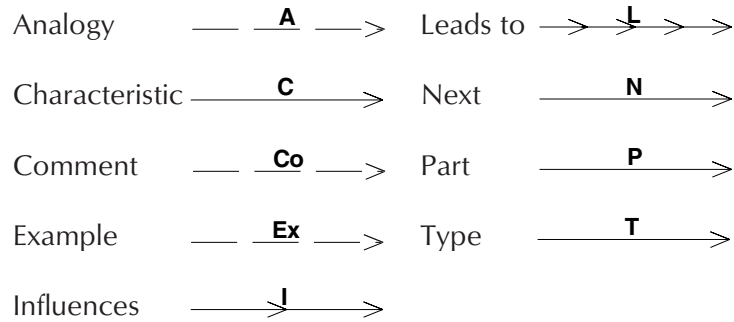 Analogy A Leads to L
Characteristic C Next N
Comment Co Part P
Example Ex Type T
Influences I